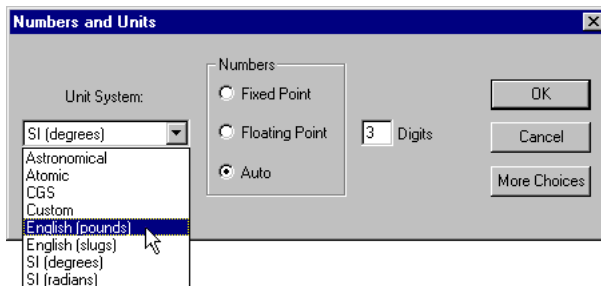 Numbers and Units
Unit System:
SI (degrees)
Astronomical
Atomic
CGS
Custom
English (pounds)
English (slugs)
SI (degrees)
SI (radians)
Numbers
Fixed Point
Floating Point
Auto
3 Digits
OK
Cancel
More Choices